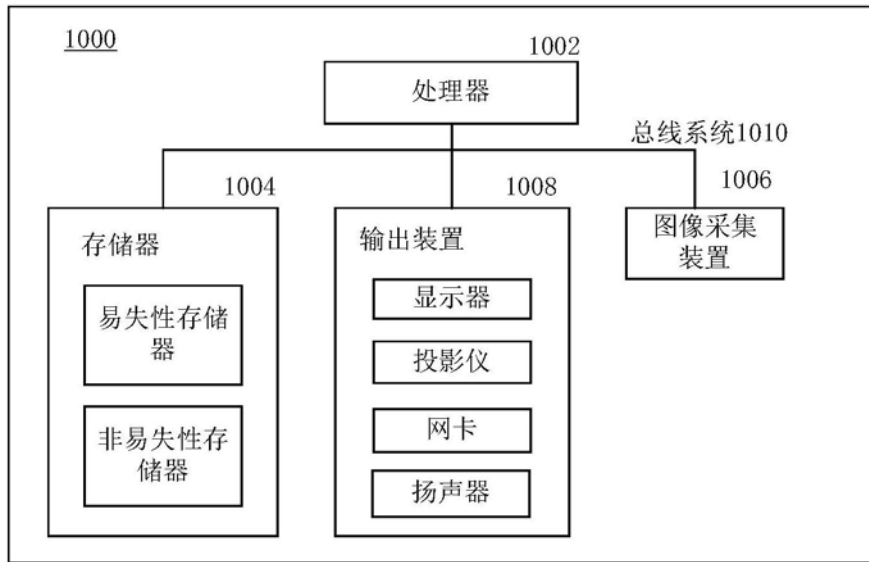 1000
1002
处理器
总线系统1010
1004
1008
1006
存储器
易失性存储
器
非易失性存
储器
输出装置
显示器
投影仪
网卡
扬声器
图像采集
装置